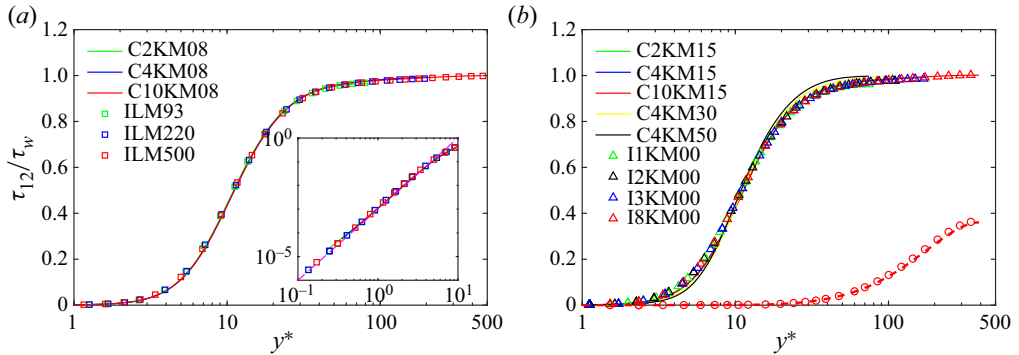 (a)
1.2
1.0
0.8
0.6
0.4
0.2
0
τ12/τw
C2KM08
C4KM08
C10KM08
ILM93
ILM220
ILM500
10^0
10^−5
10^−1
10^0
10^1
1
10
100
500
y*
(b)
1.2
1.0
0.8
0.6
0.4
0.2
0
C2KM15
C4KM15
C10KM15
C4KM30
C4KM50
I1KM00
I2KM00
I3KM00
I8KM00
1
10
100
500
y*